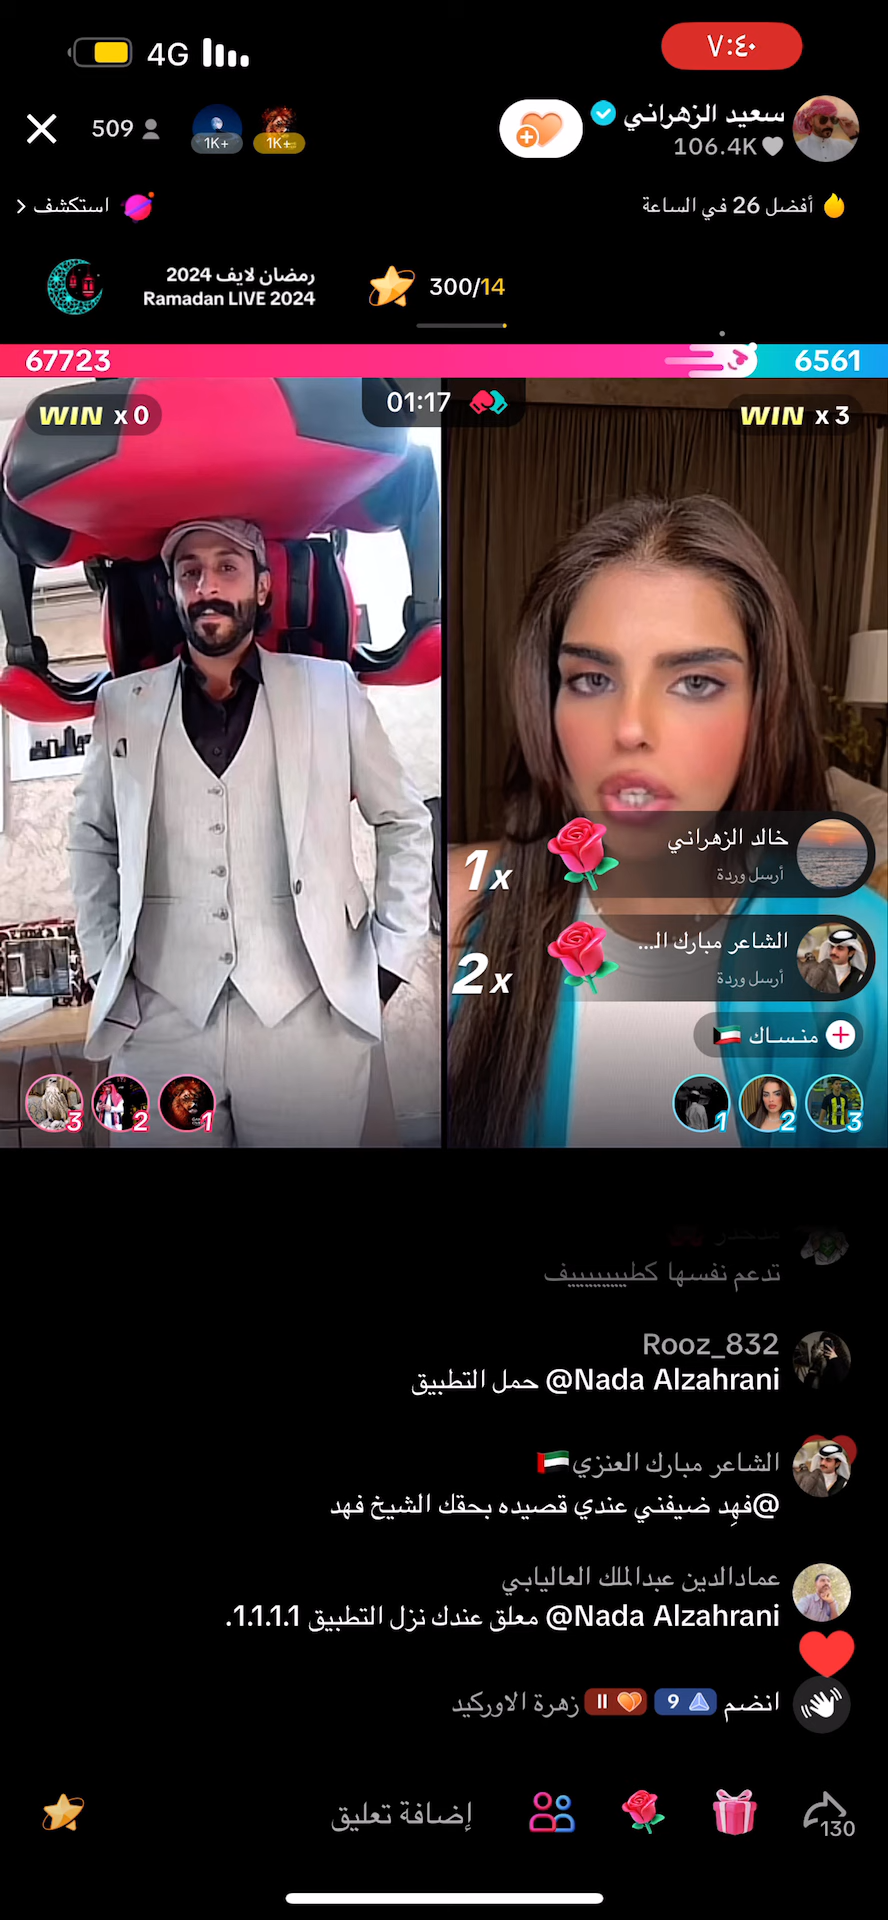 4G
٧:٤٠
509
1K+
1K+
سعيد الزهراني
106.4K
استكشف
أفضل 26 في الساعة
رمضان لايف 2024
Ramadan LIVE 2024
300/14
67723
6561
WIN x 0
01:17
WIN x 3
خالد الزهراني
أرسل وردة
1x
الشاعر مبارك الـ...
أرسل وردة
2x
منساك
3
2
1
1
2
3
تدعم نفسها كطيييييييف
Rooz_832
@Nada Alzahrani حمل التطبيق
الشاعر مبارك العنزي
@فهِد ضيفني عندي قصيده بحقك الشيخ فهد
عمادالدين عبدالملك العاليابي
@Nada Alzahrani معلق عندك نزل التطبيق 1.1.1.1.
انضم 9 II زهرة الاوركيد
إضافة تعليق
130